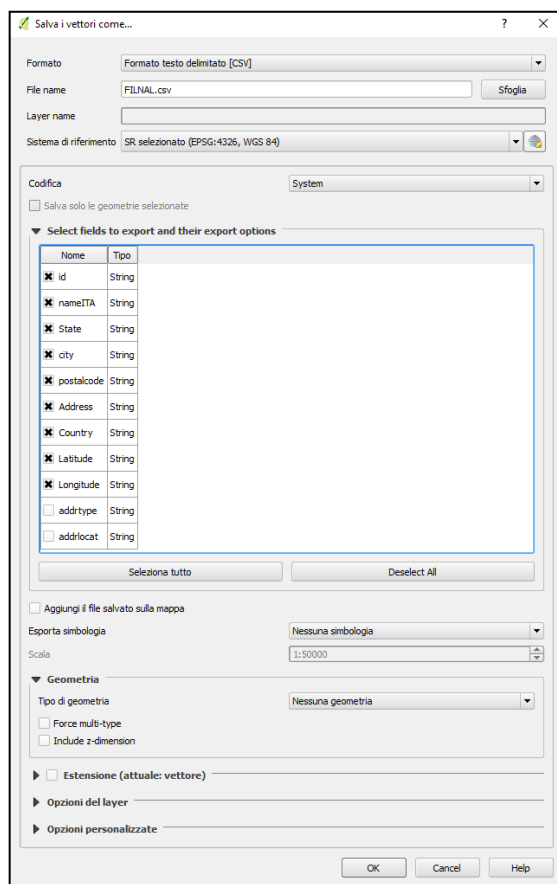 Salva i vettori come...
?
Formato
Formato testo delimitato [CSV]
File name
FILNAL.csv
Sfoglia
Layer name
Sistema di riferimento
SR selezionato (EPSG:4326, WGS 84)
Codifica
System
Salva solo le geometrie selezionate
Select fields to export and their export options
Nome Tipo
id String
nameITA String
State String
city String
postalcode String
Address String
Country String
Latitude String
Longitude String
addrtype String
addrlocat String
Seleziona tutto
Deselect All
Aggiungi il file salvato sulla mappa
Esporta simbologia
Nessuna simbologia
Scala
1:50000
Geometria
Tipo di geometria
Nessuna geometria
Force multi-type
Include z-dimension
Estensione (attuale: vettore)
Opzioni del layer
Opzioni personalizzate
OK
Cancel
Help